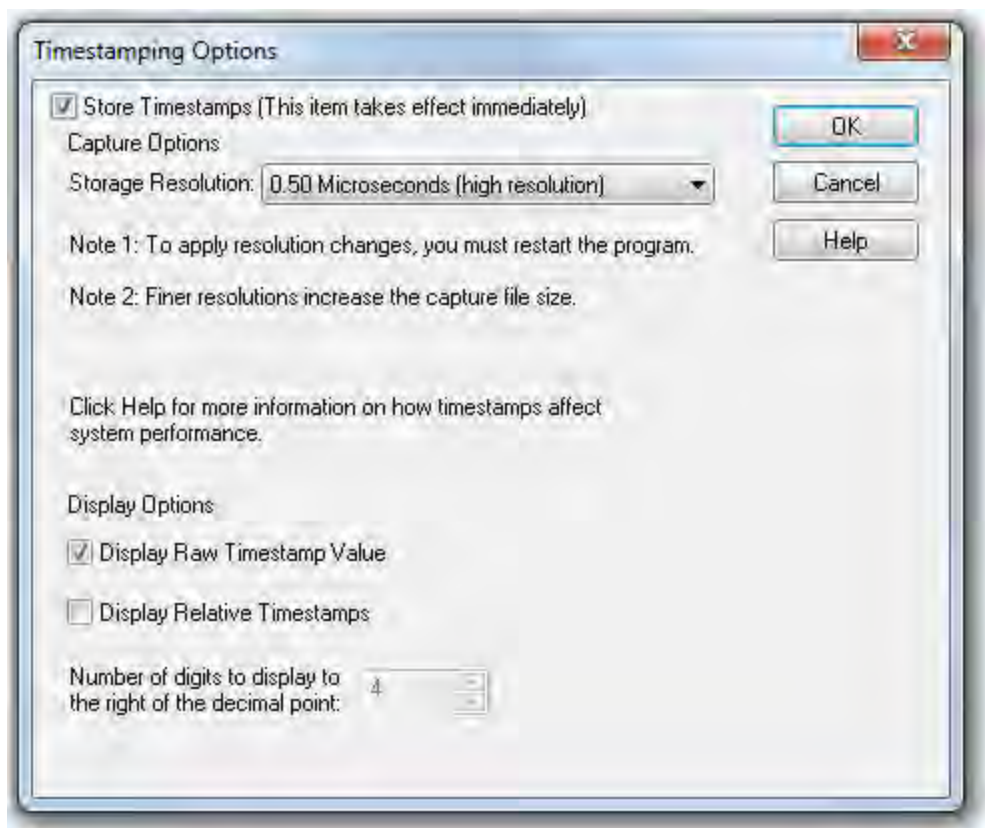 Timestamping Options
Store Timestamps (This item takes effect immediately)
OK
Capture Options
Storage Resolution: 0.50 Microseconds (high resolution)
Cancel
Note 1: To apply resolution changes, you must restart the program.
Help
Note 2: Finer resolutions increase the capture file size.
Click Help for more information on how timestamps affect
system performance.
Display Options
Display Raw Timestamp Value
Display Relative Timestamps
Number of digits to display to
the right of the decimal point: 4